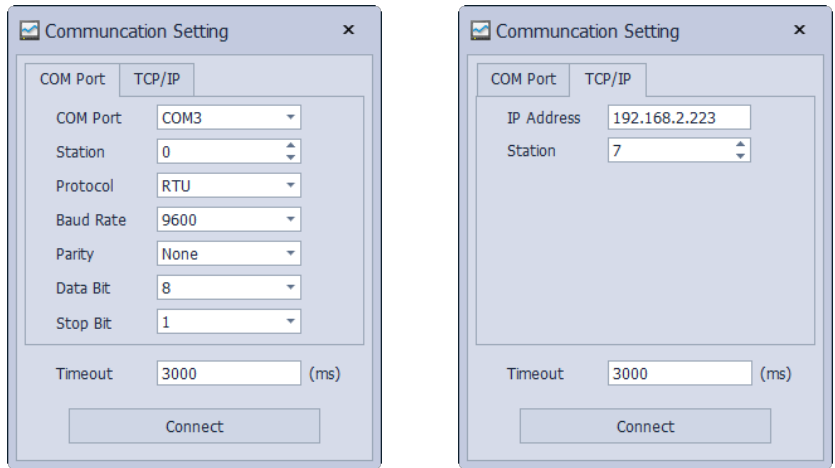 Communcation Setting
COM Port TCP/IP
COM Port COM3
Station 0
Protocol RTU
Baud Rate 9600
Parity None
Data Bit 8
Stop Bit 1
Timeout 3000 (ms)
Connect
Communcation Setting
COM Port TCP/IP
IP Address 192.168.2.223
Station 7
Timeout 3000 (ms)
Connect